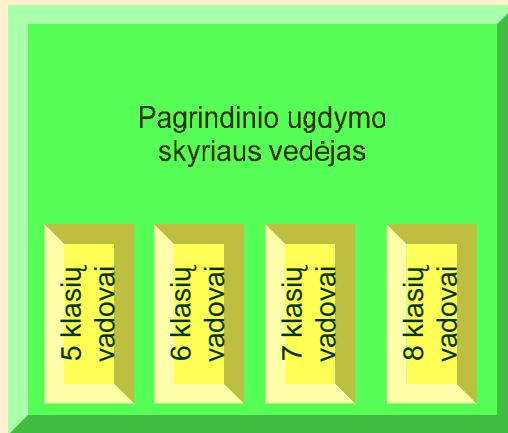 Pagrindinio ugdymo
skyriaus vedėjas
5 klasių
vadovai
6 klasių
vadovai
7 klasių
vadovai
8 klasių
vadovai